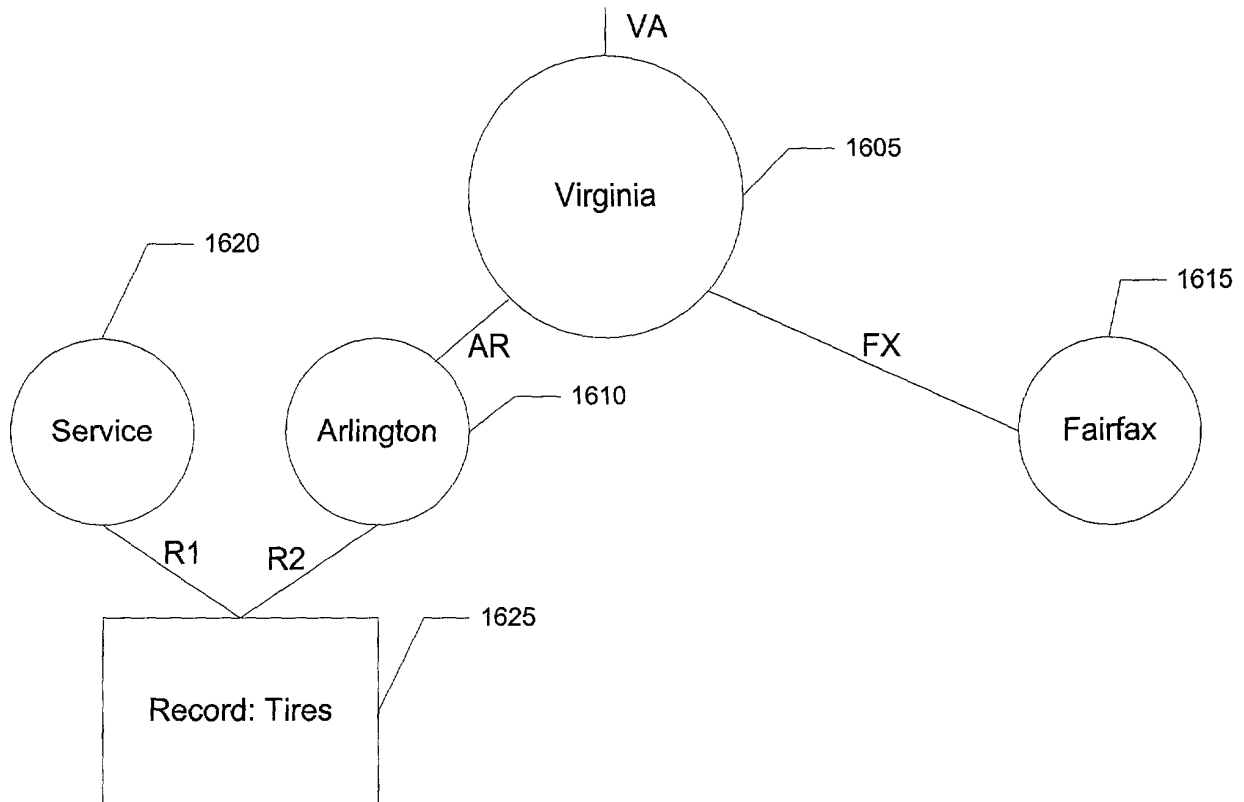 VA
1605
Virginia
1620
1615
AR
FX
1610
Service
Arlington
Fairfax
R1
R2
1625
Record: Tires